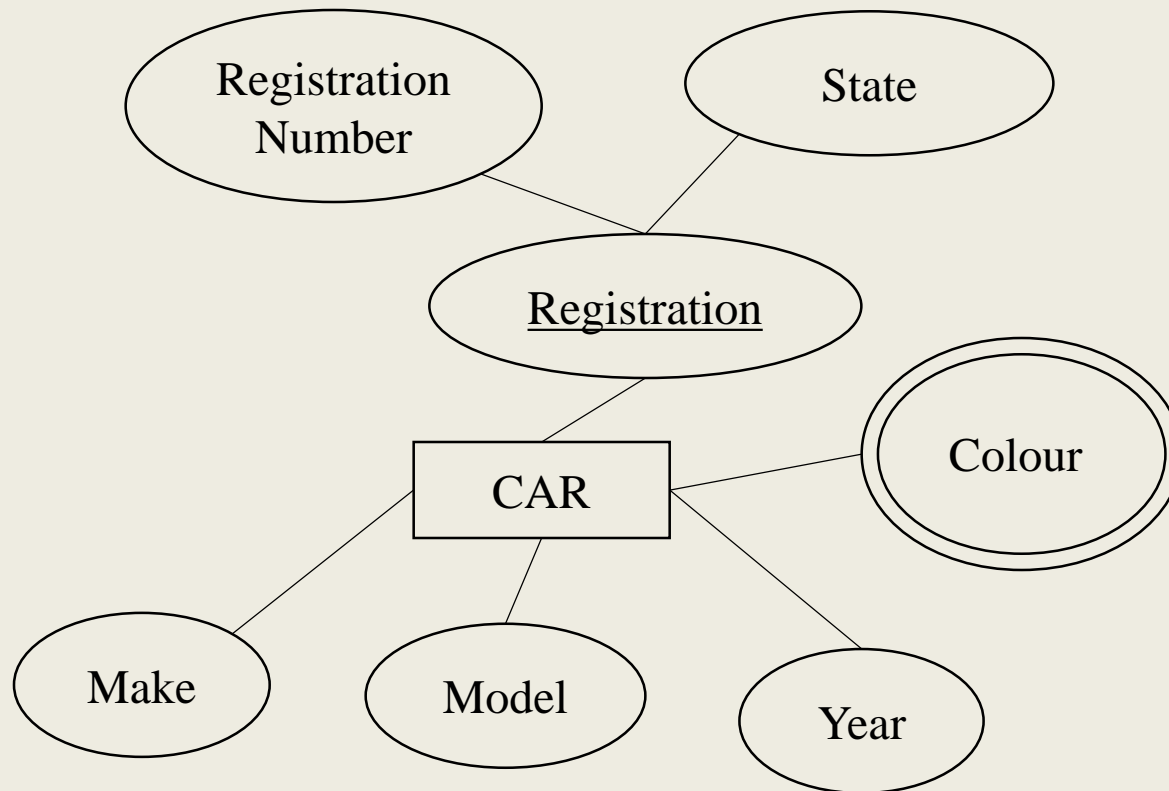 Registration
Number
State
Registration
Colour
CAR
Make
Model
Year